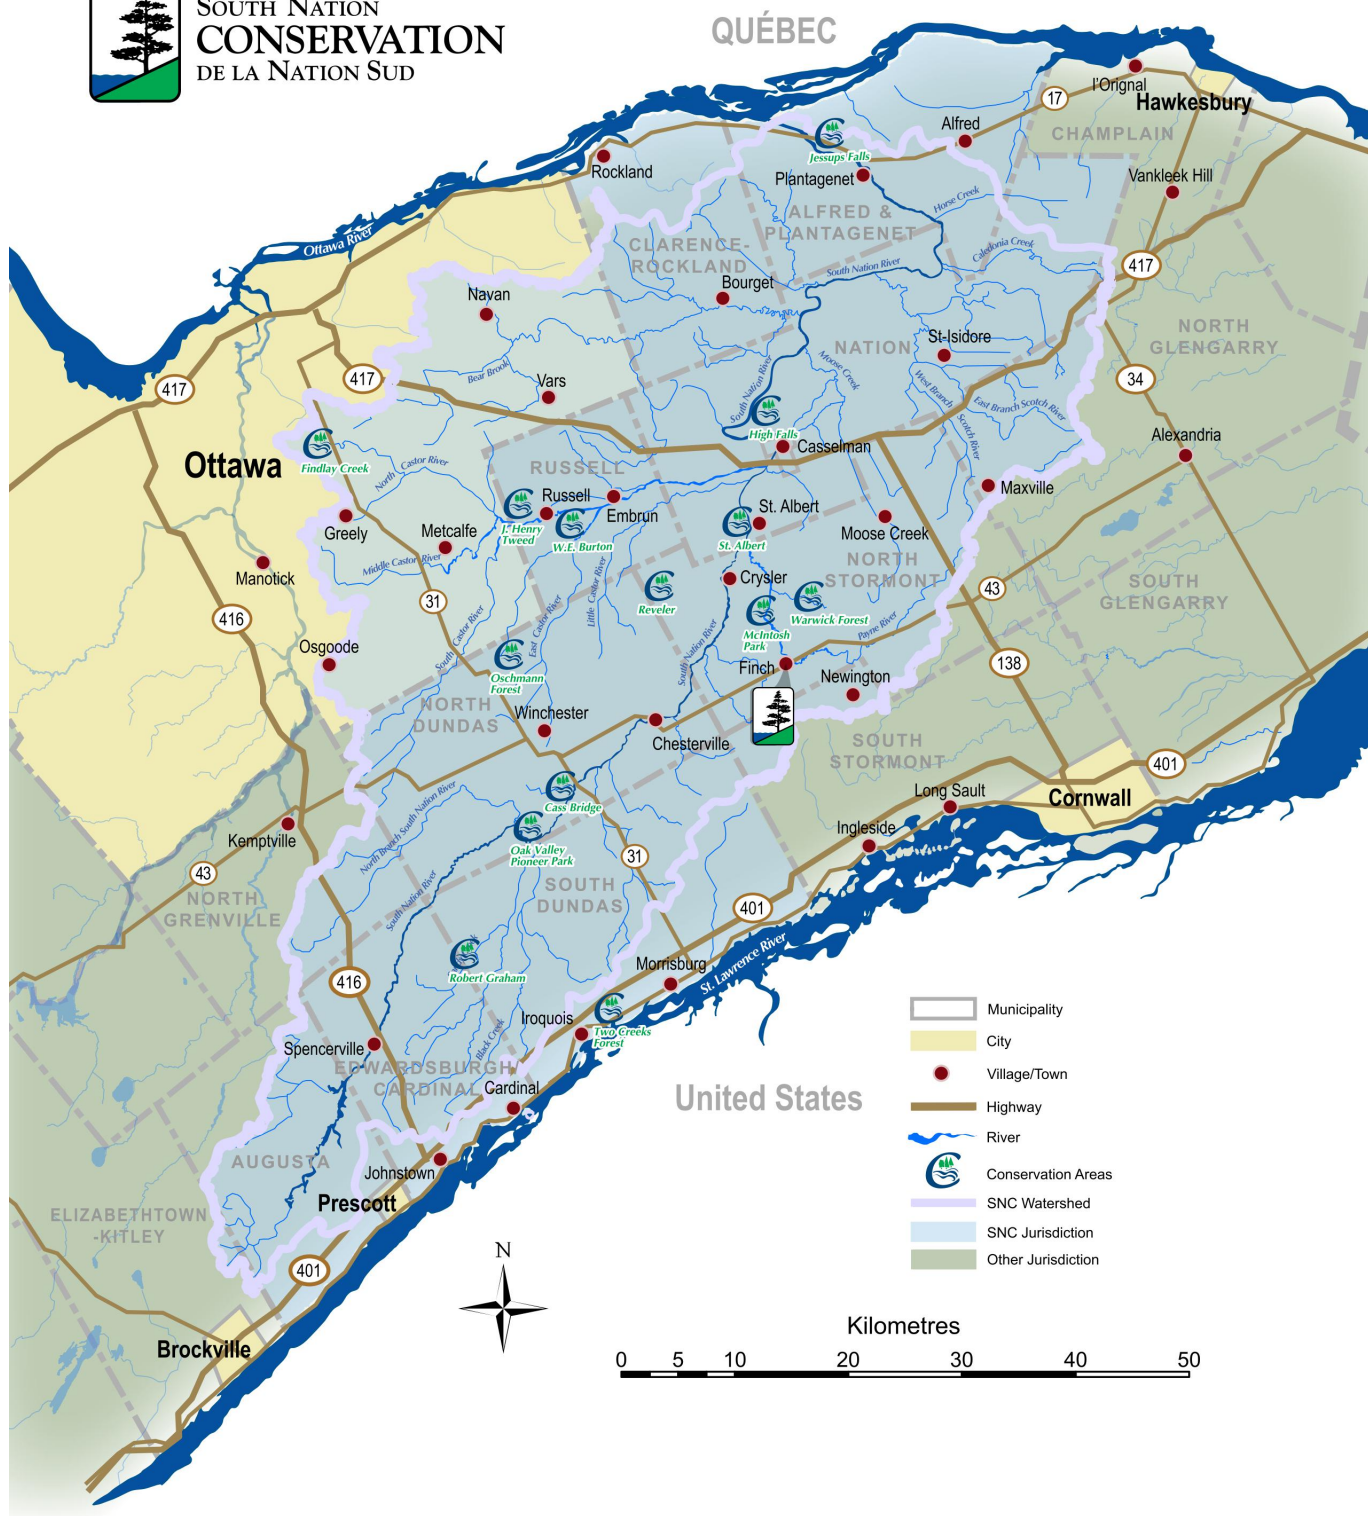 SOUTH NATION
CONSERVATION
DE LA NATION SUD
QUÉBEC
l'Orignal
Hawkesbury
17
CHAMPLAIN
Alfred
Jessups Falls
Rockland
Plantagenet
Vankleek Hill
Horse Creek
ALFRED &
PLANTAGENET
Ottawa River
CLARENCE-
ROCKLAND
Caledonia Creek
417
South Nation River
Navan
Bourget
NORTH
GLENGARRY
St-Isidore
NATION
Bear Brook
Moose Creek
417
417
Vars
South Nation River
West Branch
Scotch River
East Branch Scotch River
34
High Falls
Casselman
Alexandria
Findlay Creek
Ottawa
North Castor River
RUSSELL
Maxville
Russell
Embrun
J. Henry
Tweed
W.E. Burton
St. Albert
St. Albert
Moose Creek
Greely
Metcalfe
Middle Castor River
NORTH
STORMONT
Manotick
Crysler
Reveler
Warwick Forest
43
SOUTH
GLENGARRY
31
416
Little Castor River
East Castor River
South Castor River
McIntosh
Park
Payne River
Osgoode
Oschmann
Forest
South Nation River
Finch
Newington
138
NORTH
DUNDAS
Winchester
Chesterville
SOUTH
STORMONT
401
Cass Bridge
North Branch South Nation River
Long Sault
Cornwall
Kemptville
Oak Valley
Pioneer Park
Ingleside
31
43
SOUTH
DUNDAS
NORTH
GRENVILLE
South Nation River
401
Robert Graham
416
Morrisburg
St. Lawrence River
Iroquois
Two Creeks
Forest
Black Creek
Spencerville
EDWARDSBURGH/
CARDINAL
Cardinal
United States
AUGUSTA
Johnstown
Prescott
ELIZABETHTOWN
-KITLEY
401
Brockville
Municipality
City
Village/Town
Highway
River
Conservation Areas
SNC Watershed
SNC Jurisdiction
Other Jurisdiction
N
Kilometres
0 5 10 20 30 40 50